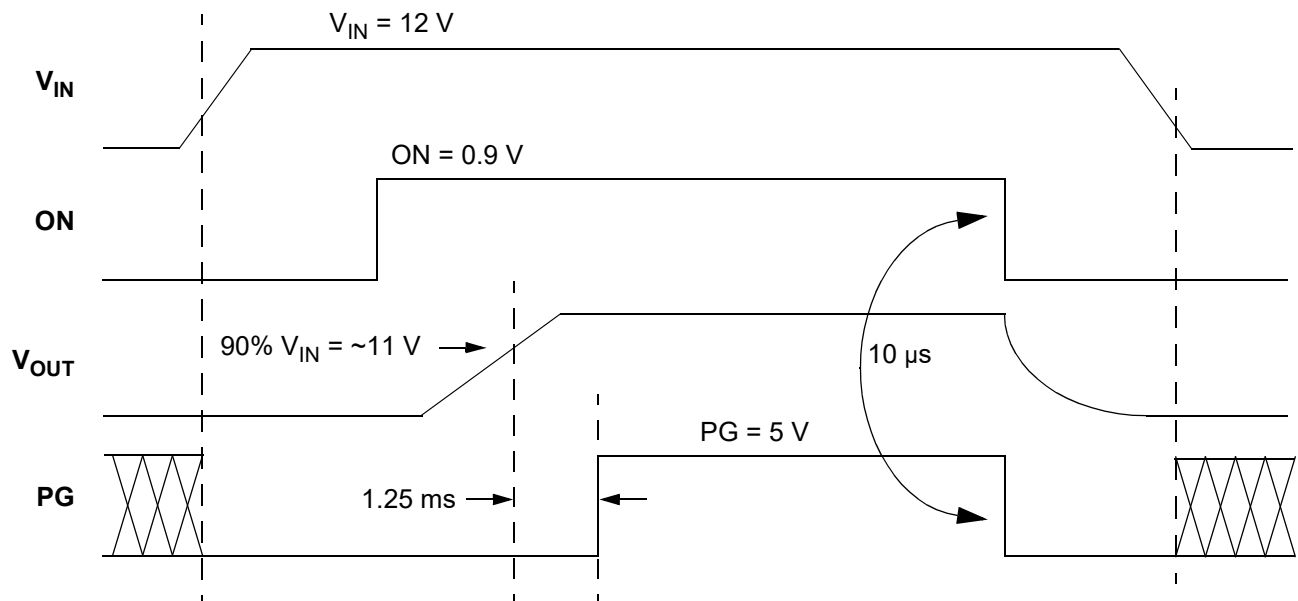 V_IN = 12 V
V_IN
ON = 0.9 V
ON
90% V_IN = ~11 V
V_OUT
10 µs
PG = 5 V
PG
1.25 ms